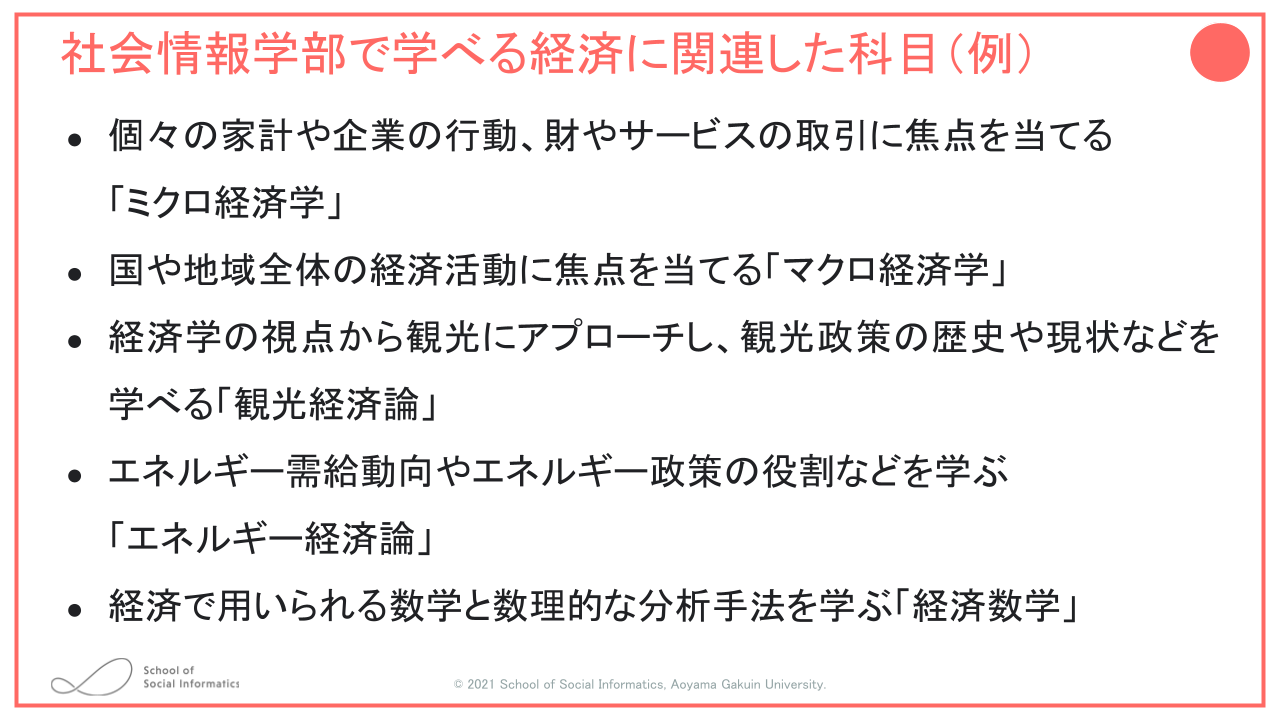 社会情報学部で学べる経済に関連した科目(例)
● 個々の家計や企業の行動、財やサービスの取引に焦点を当てる
「ミクロ経済学」
● 国や地域全体の経済活動に焦点を当てる「マクロ経済学」
● 経済学の視点から観光にアプローチし、観光政策の歴史や現状などを
学べる「観光経済論」
● エネルギー需給動向やエネルギー政策の役割などを学ぶ
「エネルギー経済論」
● 経済で用いられる数学と数理的な分析手法を学ぶ「経済数学」
School of
Social Informatics
© 2021 School of Social Informatics, Aoyama Gakuin University.